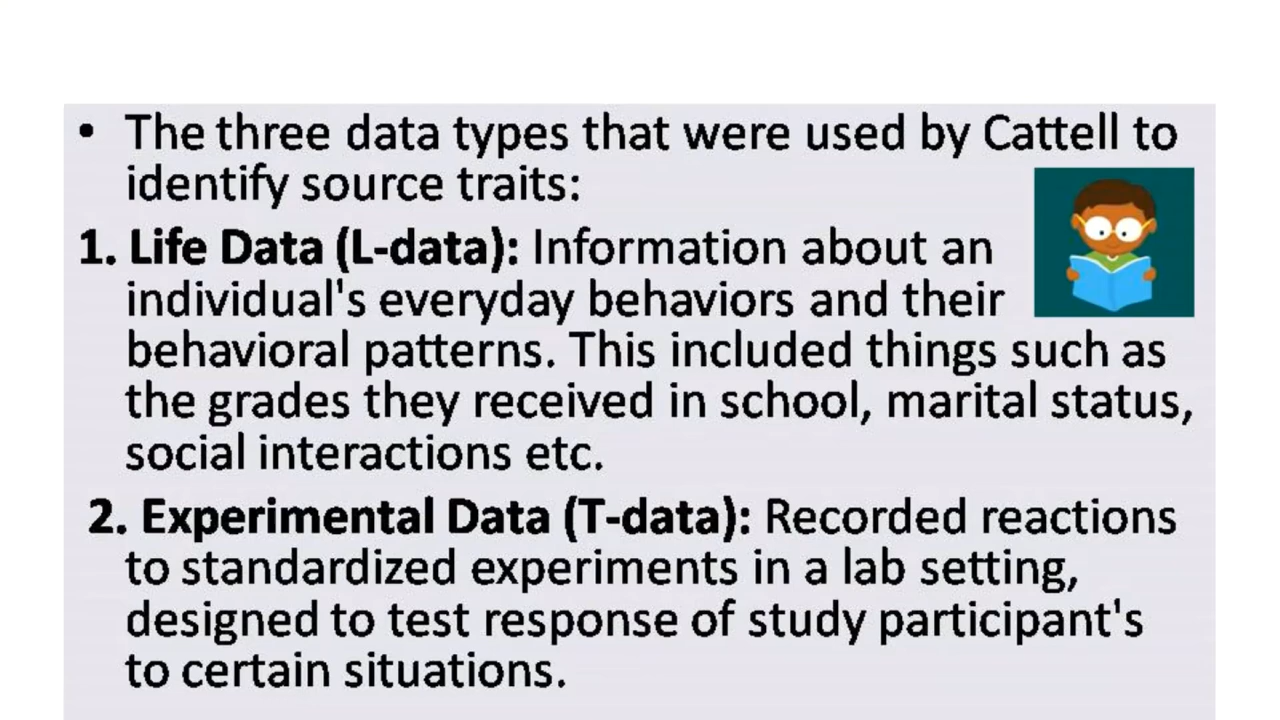 • The three data types that were used by Cattell to
identify source traits:
1. Life Data (L-data): Information about an
individual's everyday behaviors and their
behavioral patterns. This included things such as
the grades they received in school, marital status,
social interactions etc.
2. Experimental Data (T-data): Recorded reactions
to standardized experiments in a lab setting,
designed to test response of study participant's
to certain situations.